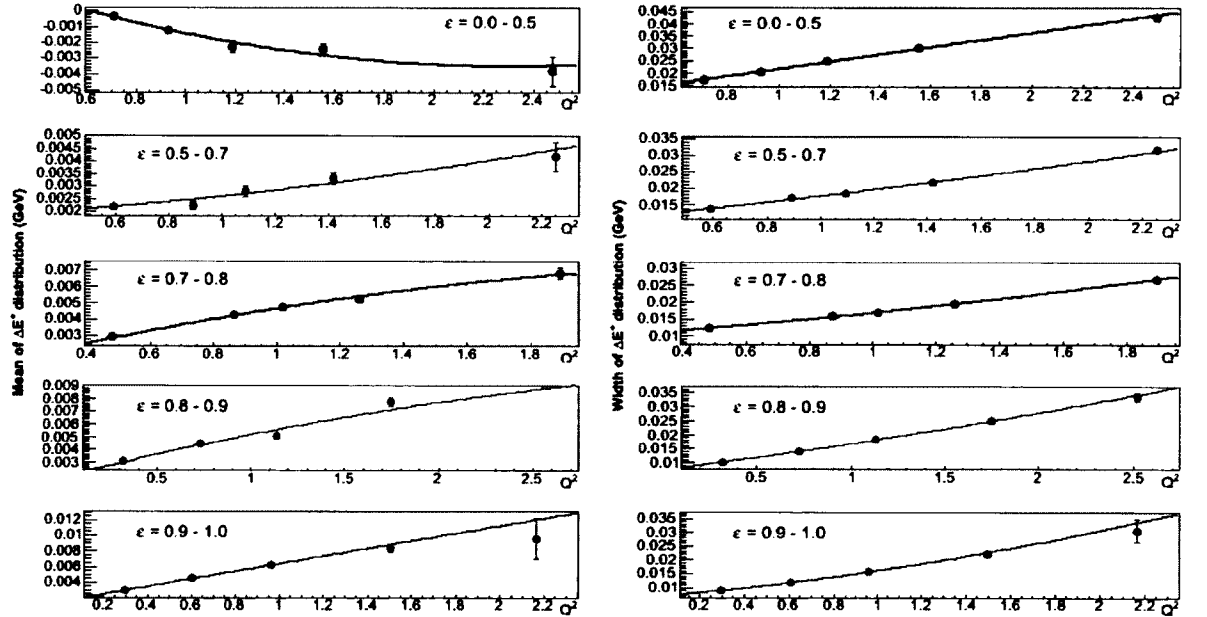 Mean of ΔE* distribution (GeV)
0
-0.001
-0.002
-0.003
-0.004
-0.005
ε = 0.0 - 0.5
0.6 0.8 1 1.2 1.4 1.6 1.8 2 2.2 2.4 Q²
0.005
0.0045
0.004
0.0035
0.003
0.0025
0.002
ε = 0.5 - 0.7
0.6 0.8 1 1.2 1.4 1.6 1.8 2 2.2 Q²
0.007
0.006
0.005
0.004
0.003
ε = 0.7 - 0.8
0.4 0.6 0.8 1 1.2 1.4 1.6 1.8 Q²
0.009
0.008
0.007
0.006
0.005
0.004
0.003
ε = 0.8 - 0.9
0.5 1 1.5 2 2.5 Q²
0.012
0.01
0.008
0.006
0.004
ε = 0.9 - 1.0
0.2 0.4 0.6 0.8 1 1.2 1.4 1.6 1.8 2 2.2 Q²
Width of ΔE* distribution (GeV)
0.045
0.04
0.035
0.03
0.025
0.02
0.015
ε = 0.0 - 0.5
0.8 1 1.2 1.4 1.6 1.8 2 2.2 2.4 Q²
0.035
0.03
0.025
0.02
0.015
ε = 0.5 - 0.7
0.6 0.8 1 1.2 1.4 1.6 1.8 2 2.2 Q²
0.03
0.025
0.02
0.015
0.01
ε = 0.7 - 0.8
0.4 0.6 0.8 1 1.2 1.4 1.6 1.8 Q²
0.035
0.03
0.025
0.02
0.015
0.01
ε = 0.8 - 0.9
0.5 1 1.5 2 2.5 Q²
0.035
0.03
0.025
0.02
0.015
0.01
ε = 0.9 - 1.0
0.2 0.4 0.6 0.8 1 1.2 1.4 1.6 1.8 2 2.2 Q²